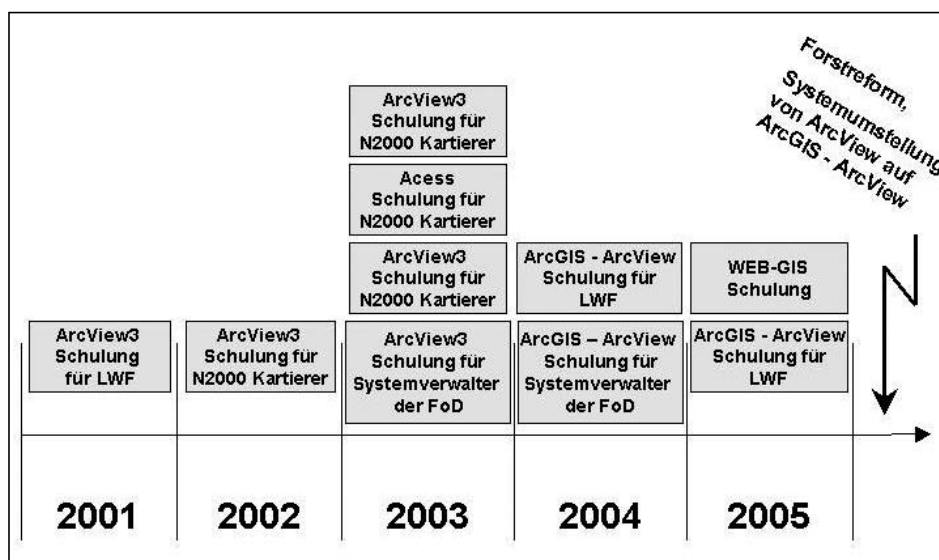 Forstreform,
Systemumstellung
von ArcView auf
ArcGIS - ArcView
ArcView3
Schulung für
N2000 Kartierer
Acess
Schulung für
N2000 Kartierer
ArcView3
Schulung für
N2000 Kartierer
ArcGIS - ArcView
Schulung für
LWF
WEB-GIS
Schulung
ArcView3
Schulung
für LWF
ArcView3
Schulung für
N2000 Kartierer
ArcView3
Schulung für
Systemverwalter
der FoD
ArcGIS – ArcView
Schulung für
Systemverwalter
der FoD
ArcGIS - ArcView
Schulung für
LWF
2001
2002
2003
2004
2005